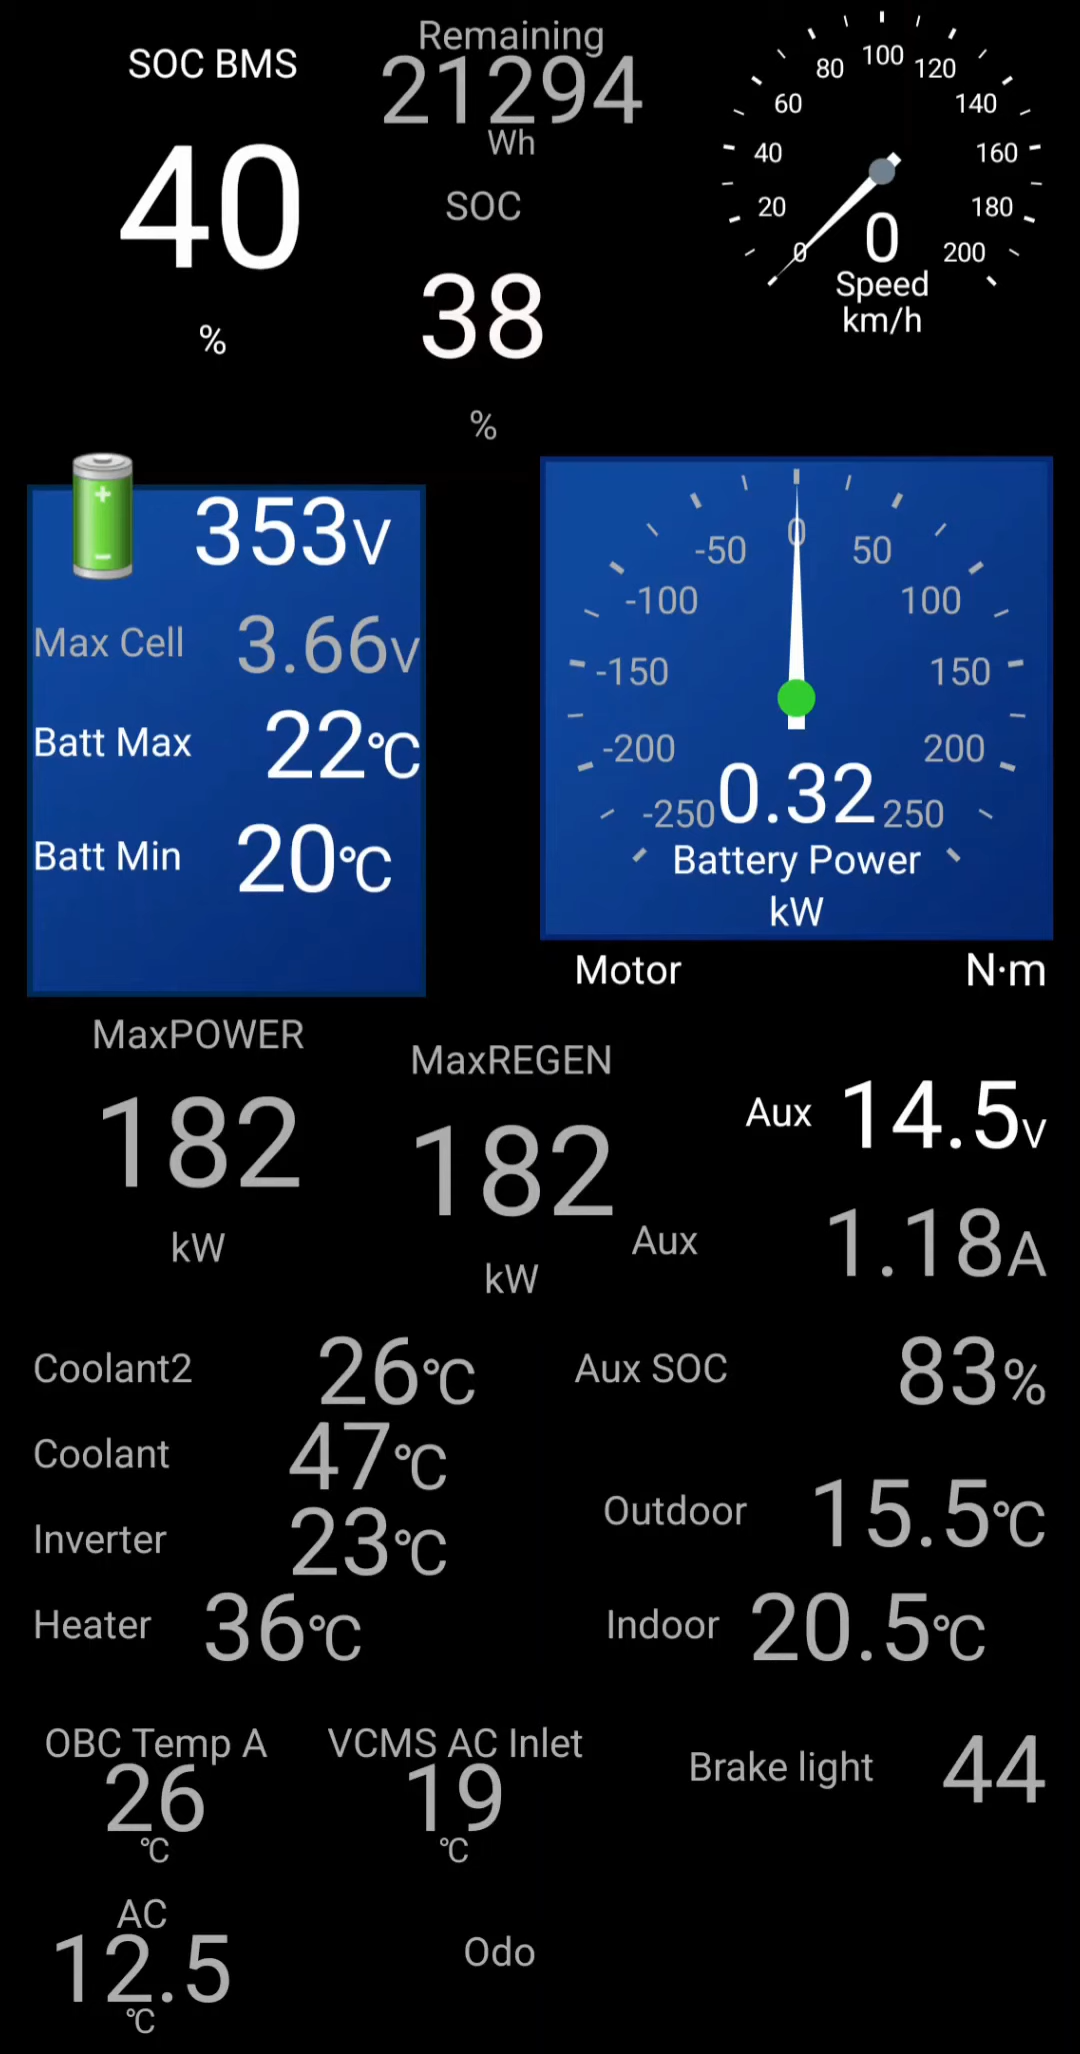 SOC BMS
40
%
Remaining
21294
Wh
SOC
38
%
0
20
40
60
80
100
120
140
160
180
200
0
Speed
km/h
353V
Max Cell 3.66V
Batt Max 22°C
Batt Min 20°C
-250
-200
-150
-100
-50
0
50
100
150
200
250
0.32
Battery Power
kW
Motor N·m
MaxPOWER
182
kW
MaxREGEN
182
kW
Aux 14.5V
Aux 1.18A
Coolant2 26°C
Aux SOC 83%
Coolant 47°C
Outdoor 15.5°C
Inverter 23°C
Heater 36°C
Indoor 20.5°C
OBC Temp A
26
°C
VCMS AC Inlet
19
°C
Brake light 44
AC
12.5
°C
Odo